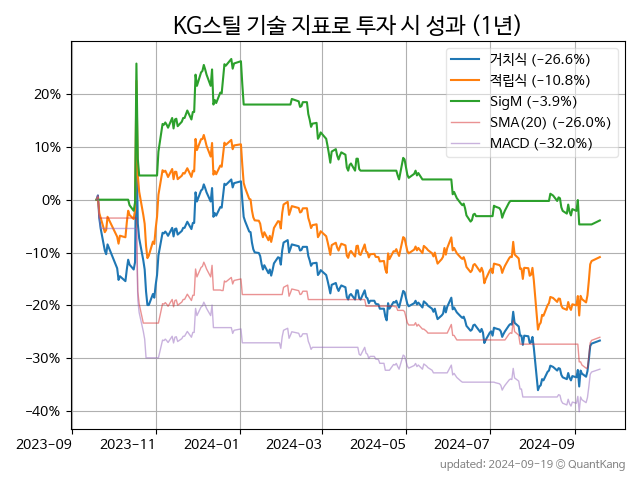 KG스틸 기술 지표로 투자 시 성과 (1년)
거치식 (−26.6%)
적립식 (−10.8%)
SigM (−3.9%)
SMA(20) (−26.0%)
MACD (−32.0%)
20%
10%
0%
−10%
−20%
−30%
−40%
2023-09 2023-11 2024-01 2024-03 2024-05 2024-07 2024-09
updated: 2024-09-19 © QuantKang